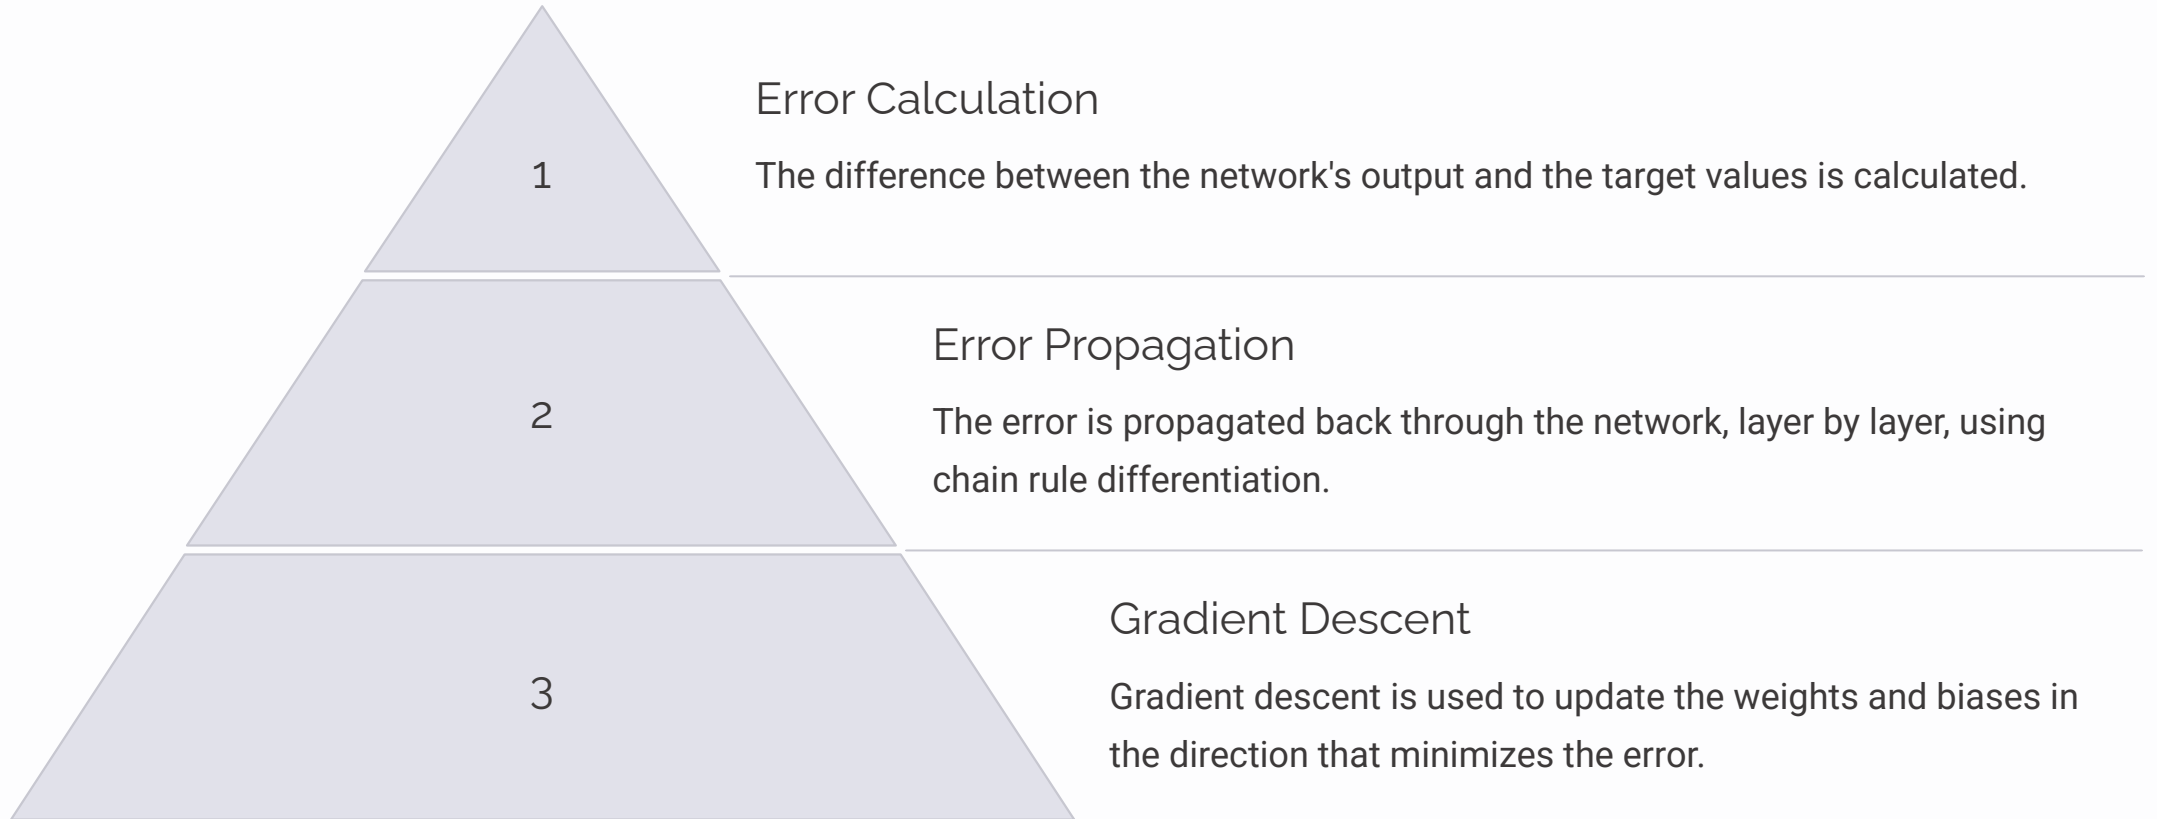 1
Error Calculation
The difference between the network's output and the target values is calculated.
2
Error Propagation
The error is propagated back through the network, layer by layer, using
chain rule differentiation.
3
Gradient Descent
Gradient descent is used to update the weights and biases in
the direction that minimizes the error.